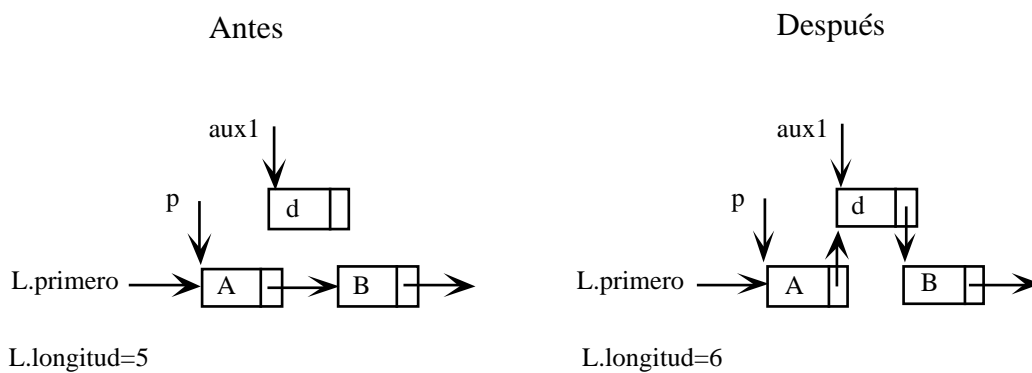 Antes
aux1
p
d
L.primero
A
B
L.longitud=5
Después
aux1
p
d
L.primero
A
B
L.longitud=6